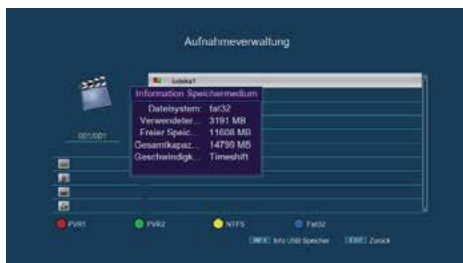 Aufnahmeverwaltung
Information Speichermedium
Dateisystem: fat32
Verwendeter... 3191 MB
Freier Speic... 11608 MB
Gesamtkapaz... 14799 MB
Geschwindigk... Timeshift
001/001
PVR1 PVR2 NTFS Fat32
Info USB Speicher EXIT Zurück